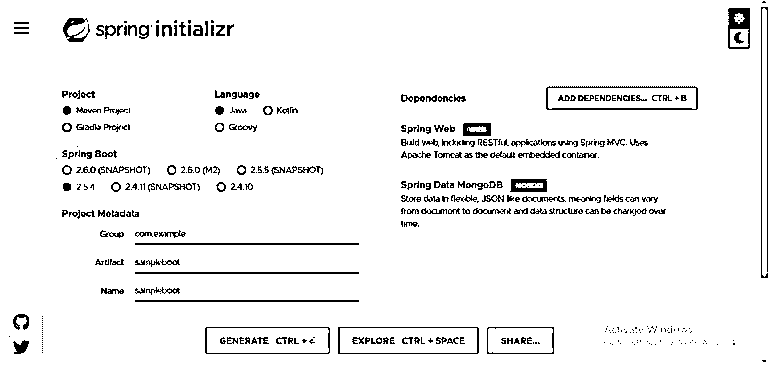 spring initializr
Project
Maven Project
Gradle Project
Language
Java Kotlin
Groovy
Spring Boot
2.6.0 (SNAPSHOT) 2.6.0 (M2) 2.5.5 (SNAPSHOT)
2.5.4 2.4.11 (SNAPSHOT) 2.4.10
Project Metadata
Group com.example
Artifact sampleboot
Name sampleboot
Dependencies
ADD DEPENDENCIES... CTRL + B
Spring Web
Build web, including RESTful, applications using Spring MVC. Uses
Apache Tomcat as the default embedded container.
Spring Data MongoDB
Store data in flexible, JSON like documents, meaning fields can vary
from document to document and data structure can be changed over
time.
GENERATE CTRL +
EXPLORE CTRL + SPACE
SHARE...
Activate Windows